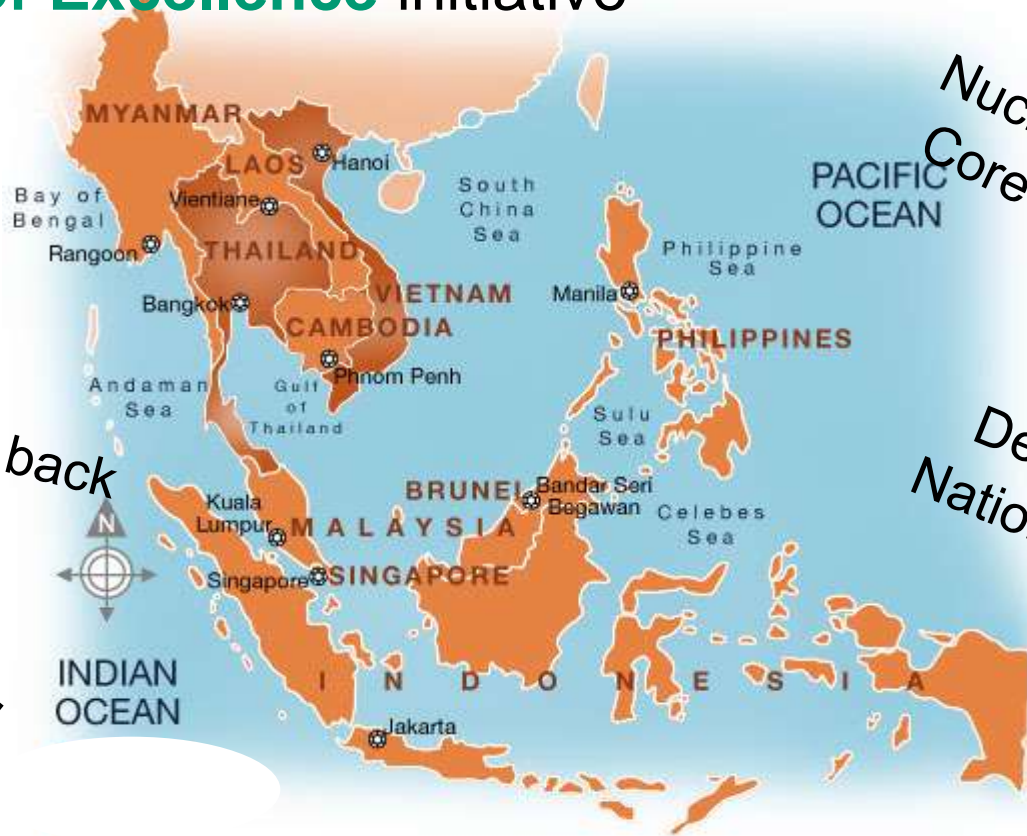 Excellence initiative
MYANMAR
LAOS
Hanoi
Bay of
Bengal
Vientiane
South
China
Sea
PACIFIC
OCEAN
Core
Rangoon
THAILAND
Philippine
Sea
Bangkok
VIETNAM
Manila
CAMBODIA
PHILIPPINES
Phnom Penh
Andaman
Sea
Gulf
of
Thailand
Sulu
Sea
back
BRUNEI
Bandar Seri
Begawan
Kuala
Lumpur
MALAYSIA
Celebes
Sea
N
Singapore
SINGAPORE
INDIAN
OCEAN
INDONESIA
Jakarta